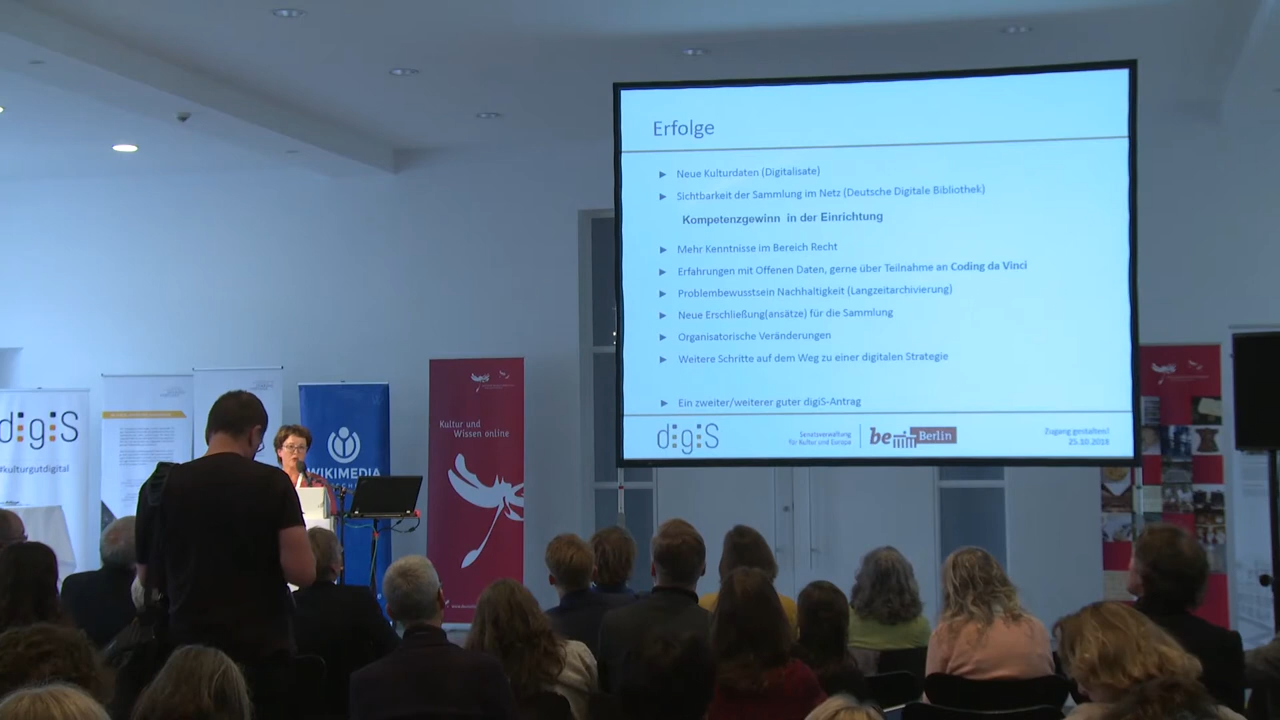 Erfolge
Neue Kulturdaten (Digitalisate)
Sichtbarkeit der Sammlung im Netz (Deutsche Digitale Bibliothek)
Kompetenzgewinn in der Einrichtung
Mehr Kenntnisse im Bereich Recht
Erfahrungen mit Offenen Daten, gerne über Teilnahme an Coding da Vinci
Problembewusstsein Nachhaltigkeit (Langzeitarchivierung)
Neue Erschließung(ansätze) für die Sammlung
Organisatorische Veränderungen
Weitere Schritte auf dem Weg zu einer digitalen Strategie
Ein zweiter/weiterer guter digiS-Antrag
digiS
Senatsverwaltung
für Kultur und Europa
be Berlin
Zugang gestalten!
25.10.2018
digiS
#kulturgutdigital
WIKIMEDIA
Kultur und
Wissen online